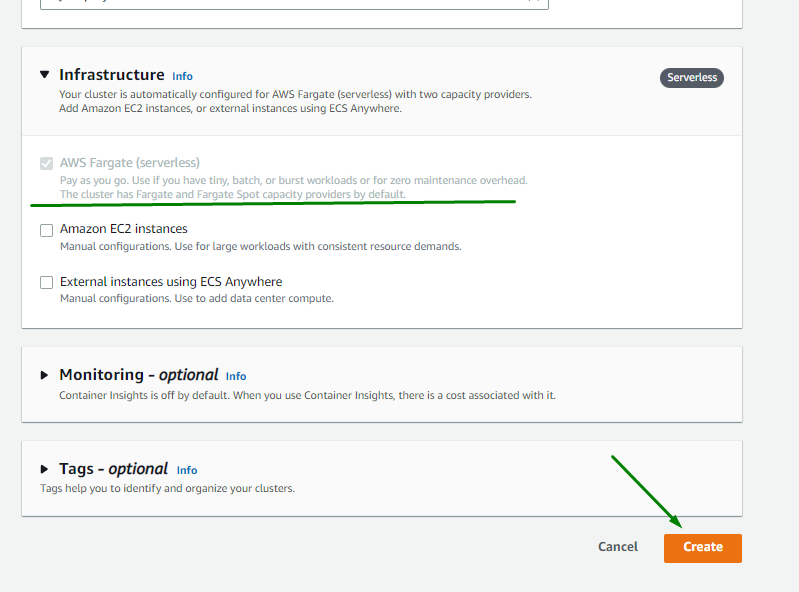 Infrastructure Info
Serverless
Your cluster is automatically configured for AWS Fargate (serverless) with two capacity providers.
Add Amazon EC2 instances, or external instances using ECS Anywhere.
AWS Fargate (serverless)
Pay as you go. Use if you have tiny, batch, or burst workloads or for zero maintenance overhead.
The cluster has Fargate and Fargate Spot capacity providers by default.
Amazon EC2 instances
Manual configurations. Use for large workloads with consistent resource demands.
External instances using ECS Anywhere
Manual configurations. Use to add data center compute.
Monitoring - optional Info
Container Insights is off by default. When you use Container Insights, there is a cost associated with it.
Tags - optional Info
Tags help you to identify and organize your clusters.
Cancel
Create